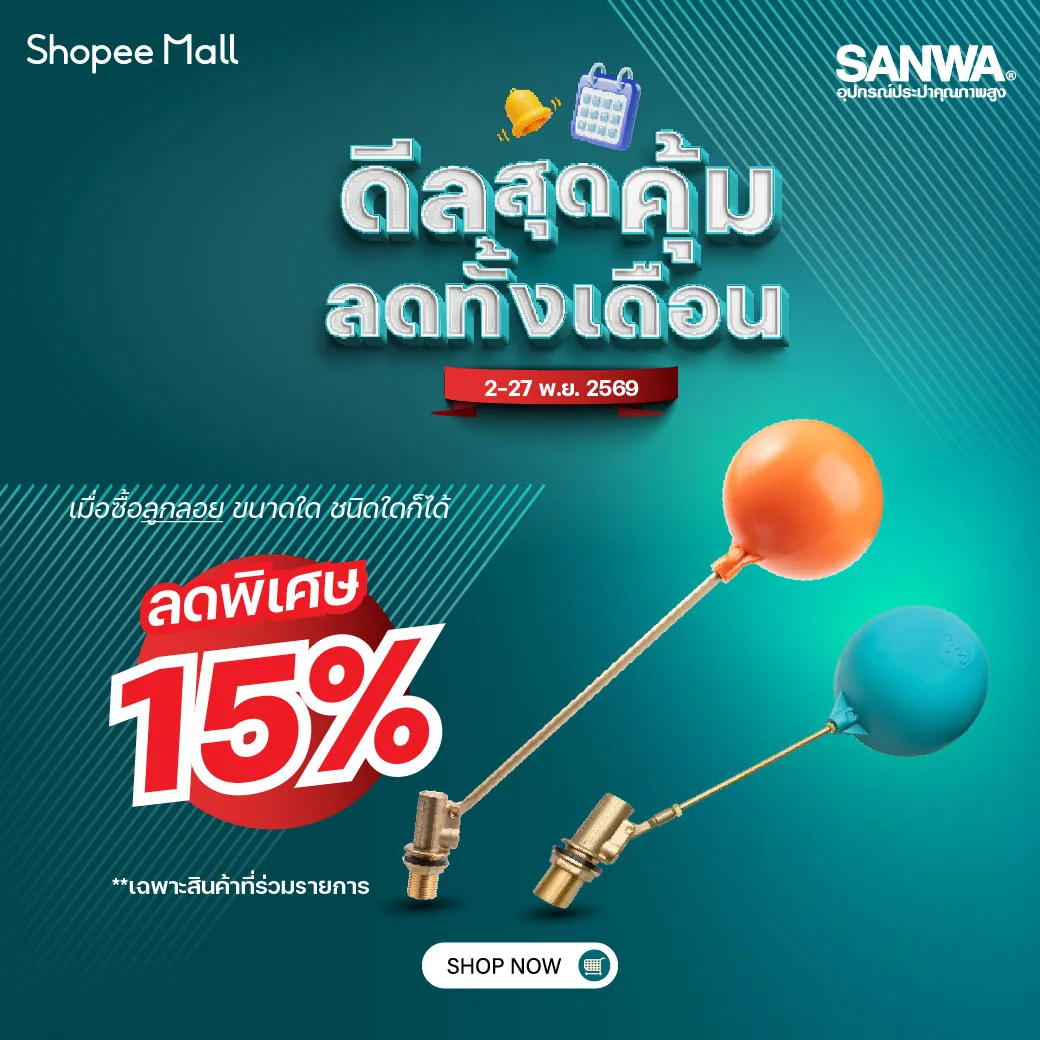 Shopee Mall
SANWA®
อุปกรณ์ประปาคุณภาพสูง
ดีลสุดคุ้ม
ลดทั้งเดือน
2-27 พ.ย. 2569
เมื่อซื้อลูกลอย ขนาดใด ชนิดใดก็ได้
ลดพิเศษ
15%
**เฉพาะสินค้าที่ร่วมรายการ
SHOP NOW